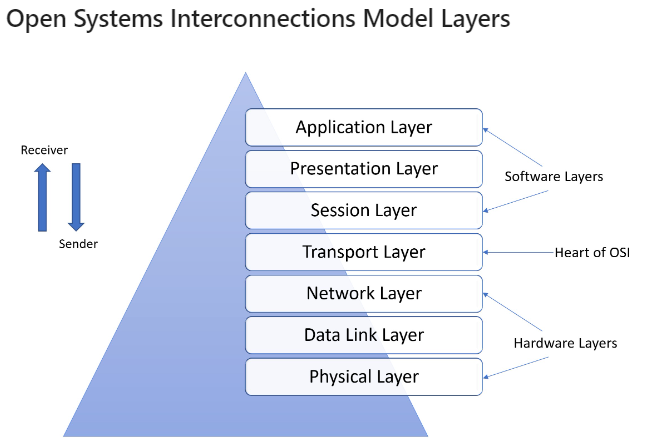 Open Systems Interconnections Model Layers
Application Layer
Receiver
Presentation Layer
Software Layers
Session Layer
Sender
Transport Layer
Heart of OSI
Network Layer
Data Link Layer
Hardware Layers
Physical Layer